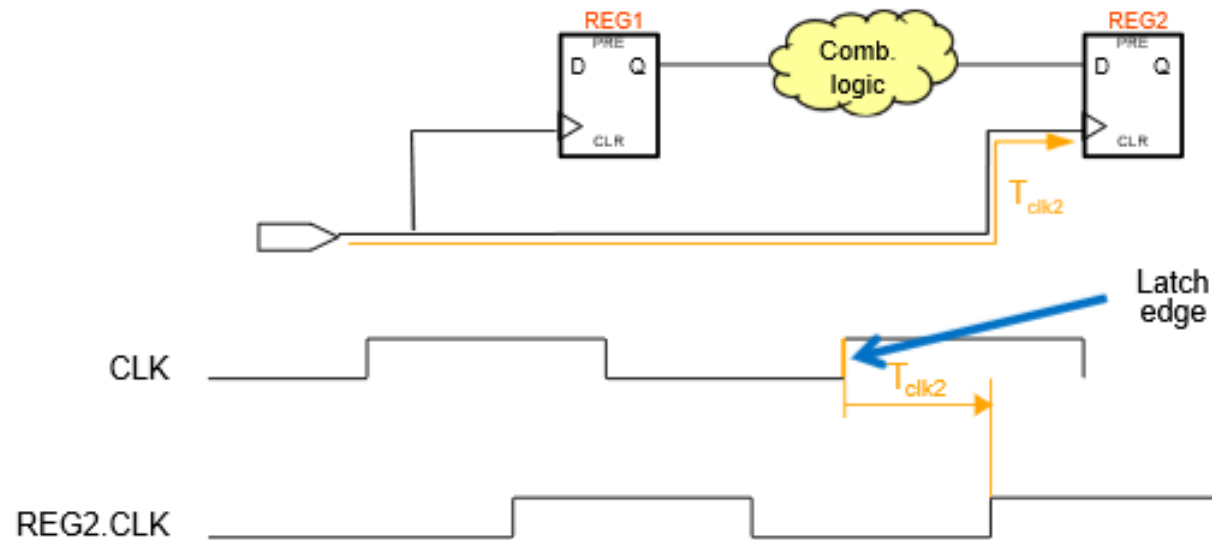 REG1
PRE
D Q
CLR
Comb.
logic
REG2
PRE
D Q
CLR
Tclk2
Latch
edge
CLK
Tclk2
REG2.CLK